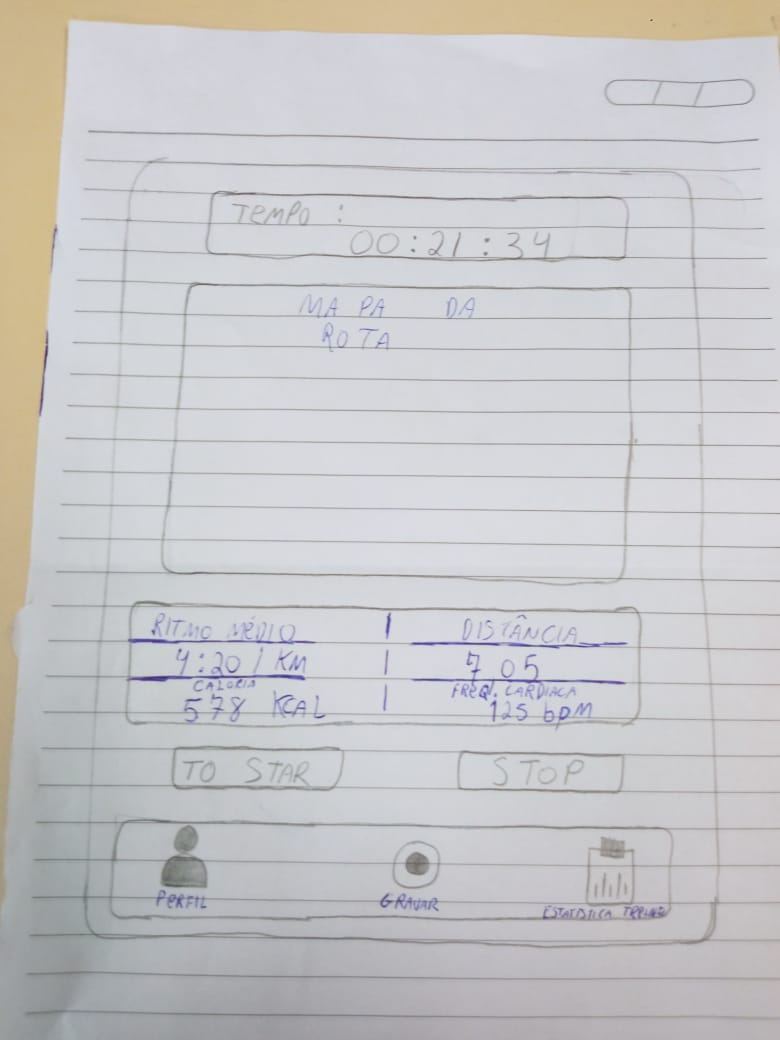 TEMPO :
00:21:34
MAPA DA
ROTA
RITMO MÉDIO | DISTÂNCIA
4:20 / KM | 7 05
CALORIA FREQ. CARDIACA
578 KCAL | 125 bpm
TO STAR STOP
PERFIL GRAVAR ESTATISTICA TREINO